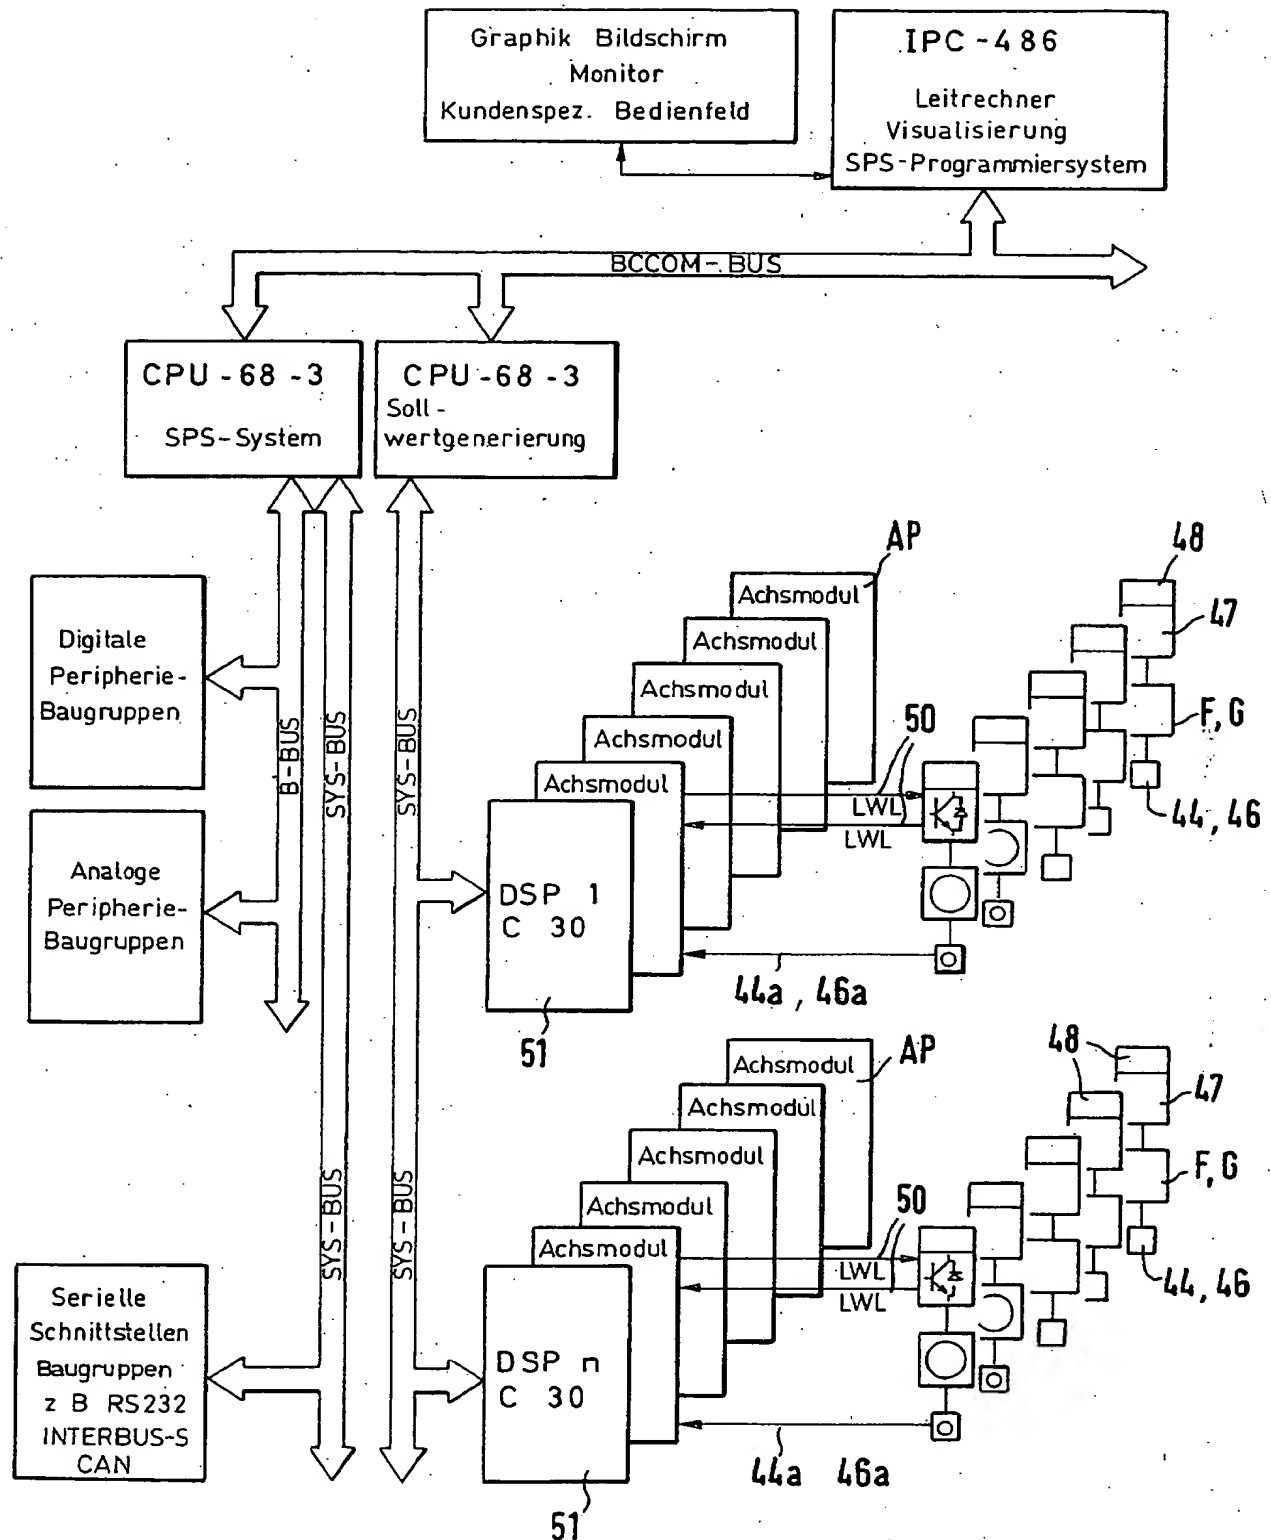 Graphik Bildschirm
Monitor
Kundenspez. Bedienfeld
IPC-486
Leitrechner
Visualisierung
SPS-Programmiersystem
BCCOM-BUS
CPU-68-3
SPS-System
CPU-68-3
Soll-
wertgenerierung
Digitale
Peripherie-
Baugruppen
Analoge
Peripherie-
Baugruppen
Serielle
Schnittstellen
Baugruppen
z B RS232
INTERBUS-S
CAN
B-BUS
SYS-BUS
SYS-BUS
SYS-BUS
SYS-BUS
AP
Achsmodul
Achsmodul
Achsmodul
Achsmodul
Achsmodul
DSP 1
C 30
51
50
LWL
LWL
44a, 46a
48
47
F, G
44, 46
AP
Achsmodul
Achsmodul
Achsmodul
Achsmodul
Achsmodul
DSP n
C 30
51
50
LWL
LWL
44a 46a
48
48
47
F, G
44, 46